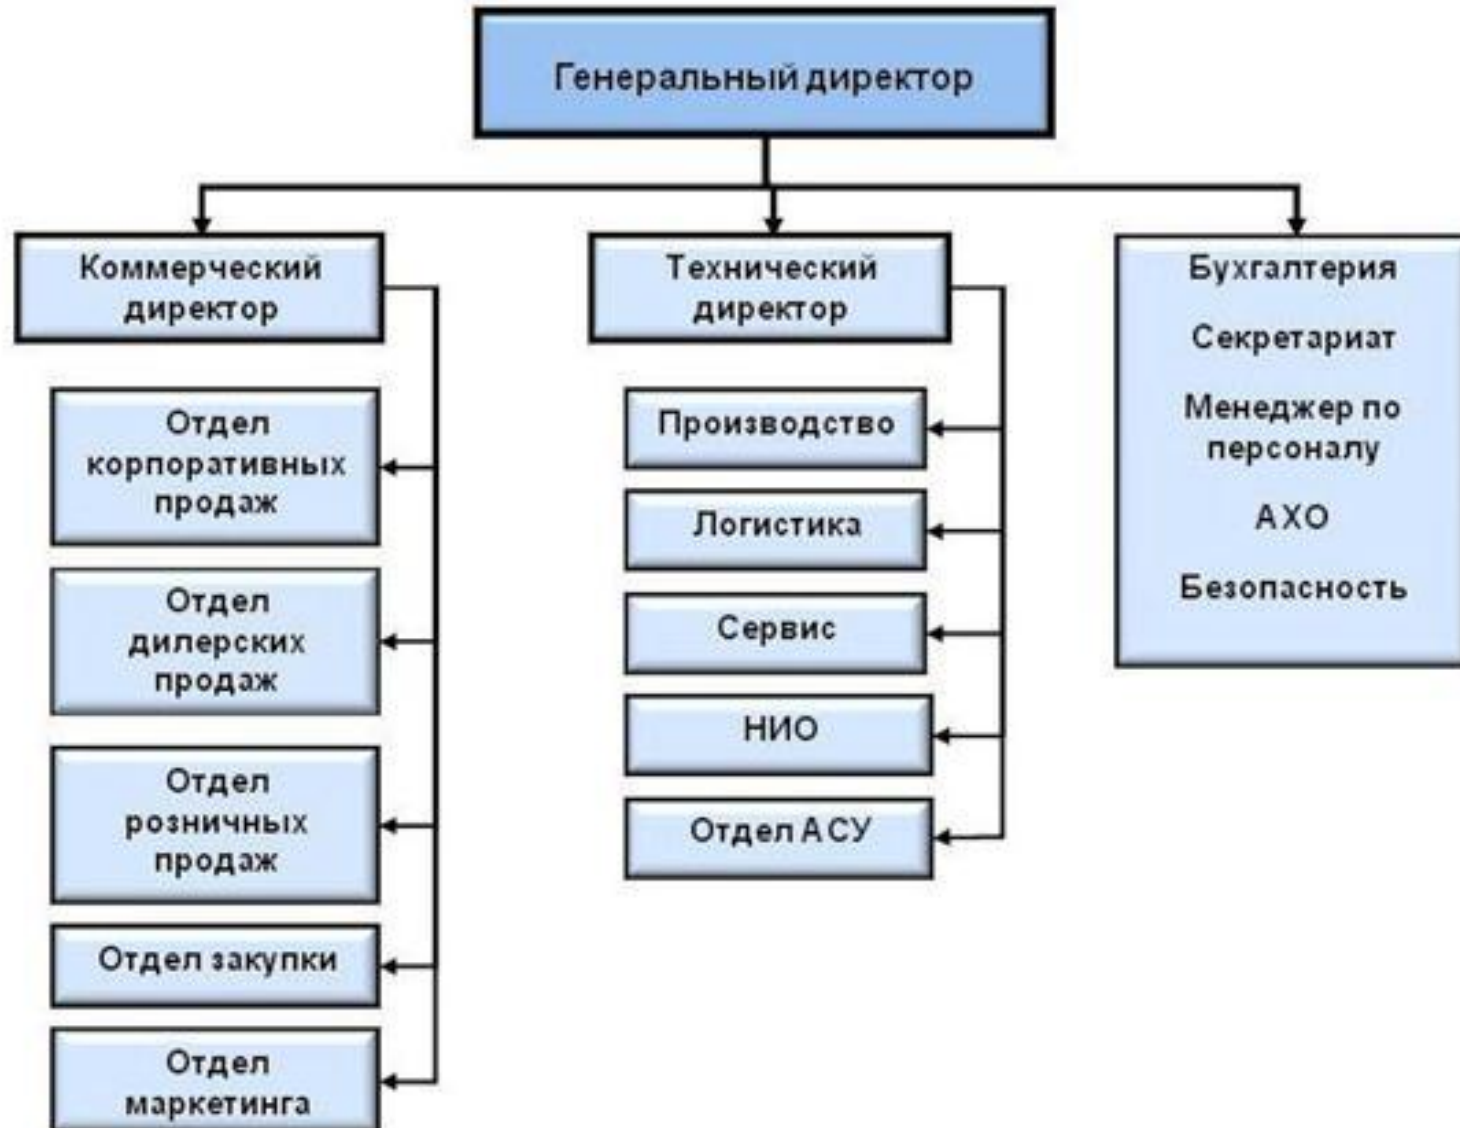 Генеральный директор
Коммерческий
директор
Отдел
корпоративных
продаж
Отдел
дилерских
продаж
Отдел
розничных
продаж
Отдел закупки
Отдел
маркетинга
Технический
директор
Производство
Логистика
Сервис
НИО
Отдел АСУ
Бухгалтерия
Секретариат
Менеджер по
персоналу
АХО
Безопасность